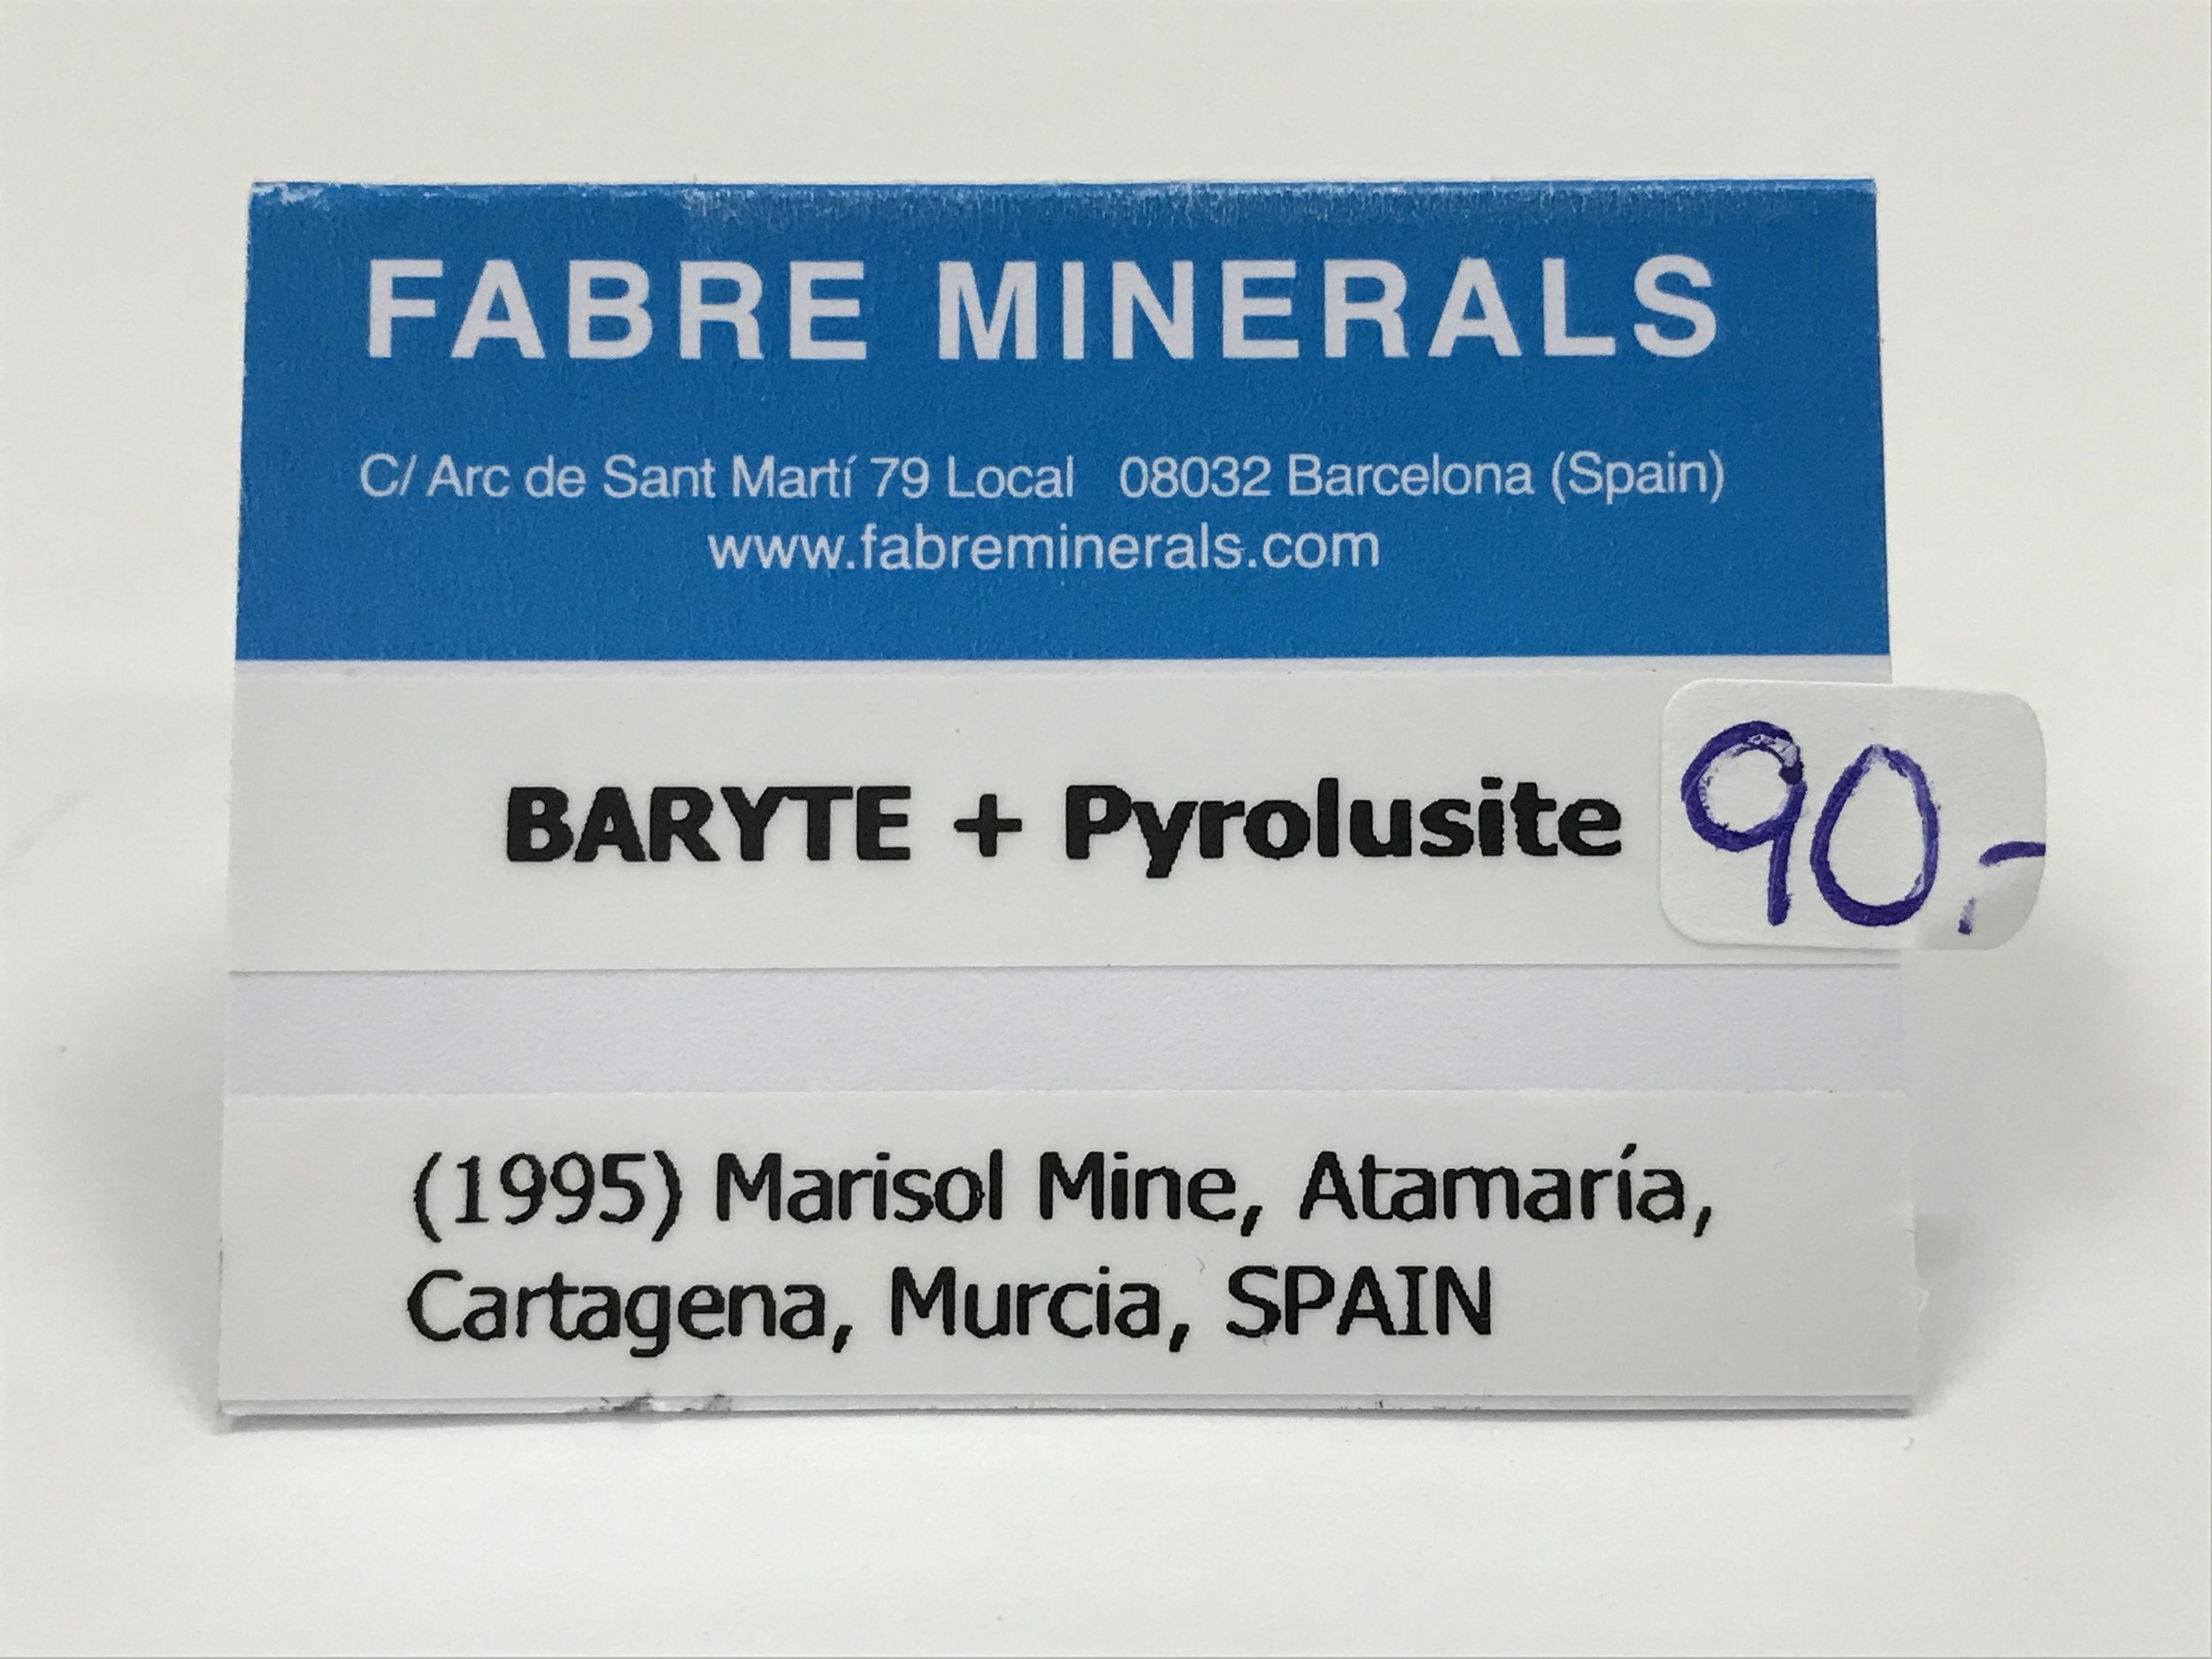 FABRE MINERALS
C/ Arc de Sant Martí 79 Local 08032 Barcelona (Spain)
www.fabreminerals.com
BARYTE + Pyrolusite
90,-
(1995) Marisol Mine, Atamaría,
Cartagena, Murcia, SPAIN